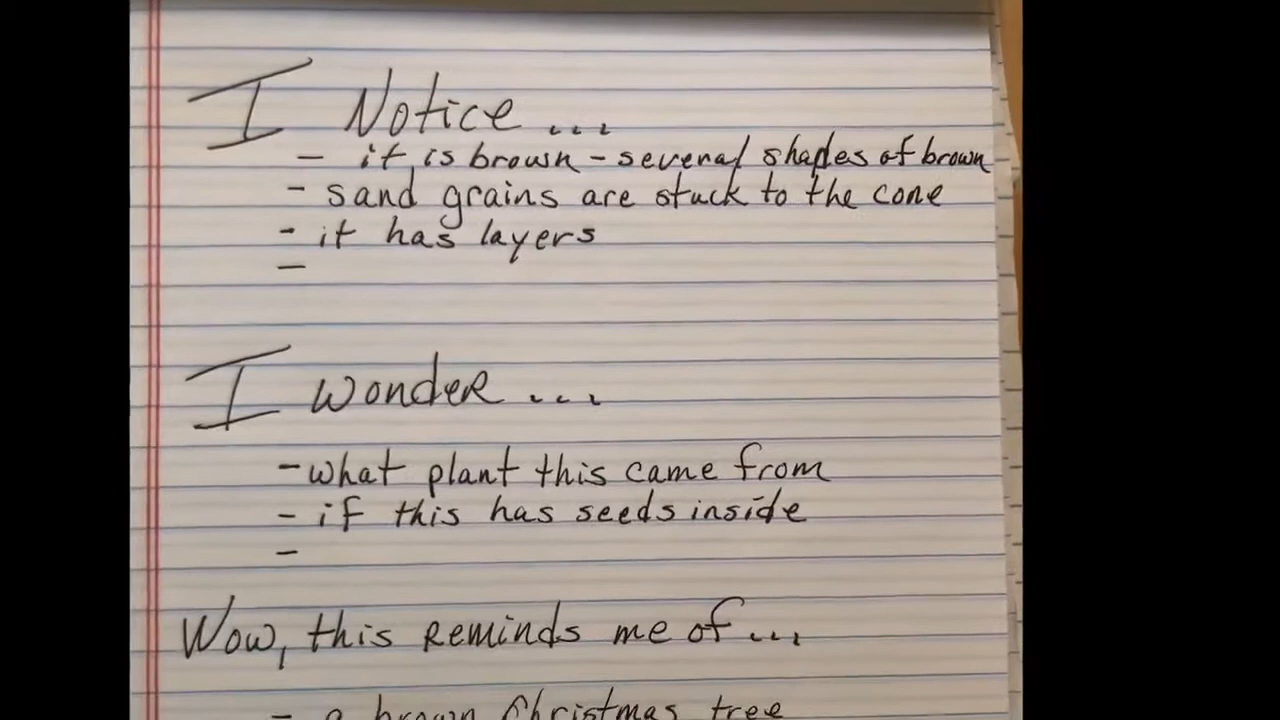 I Notice...
- it is brown - several shades of brown
- sand grains are stuck to the cone
- it has layers
-
I wonder...
- what plant this came from
- if this has seeds inside
-
Wow, this Reminds me of...
- a brown Christmas tree